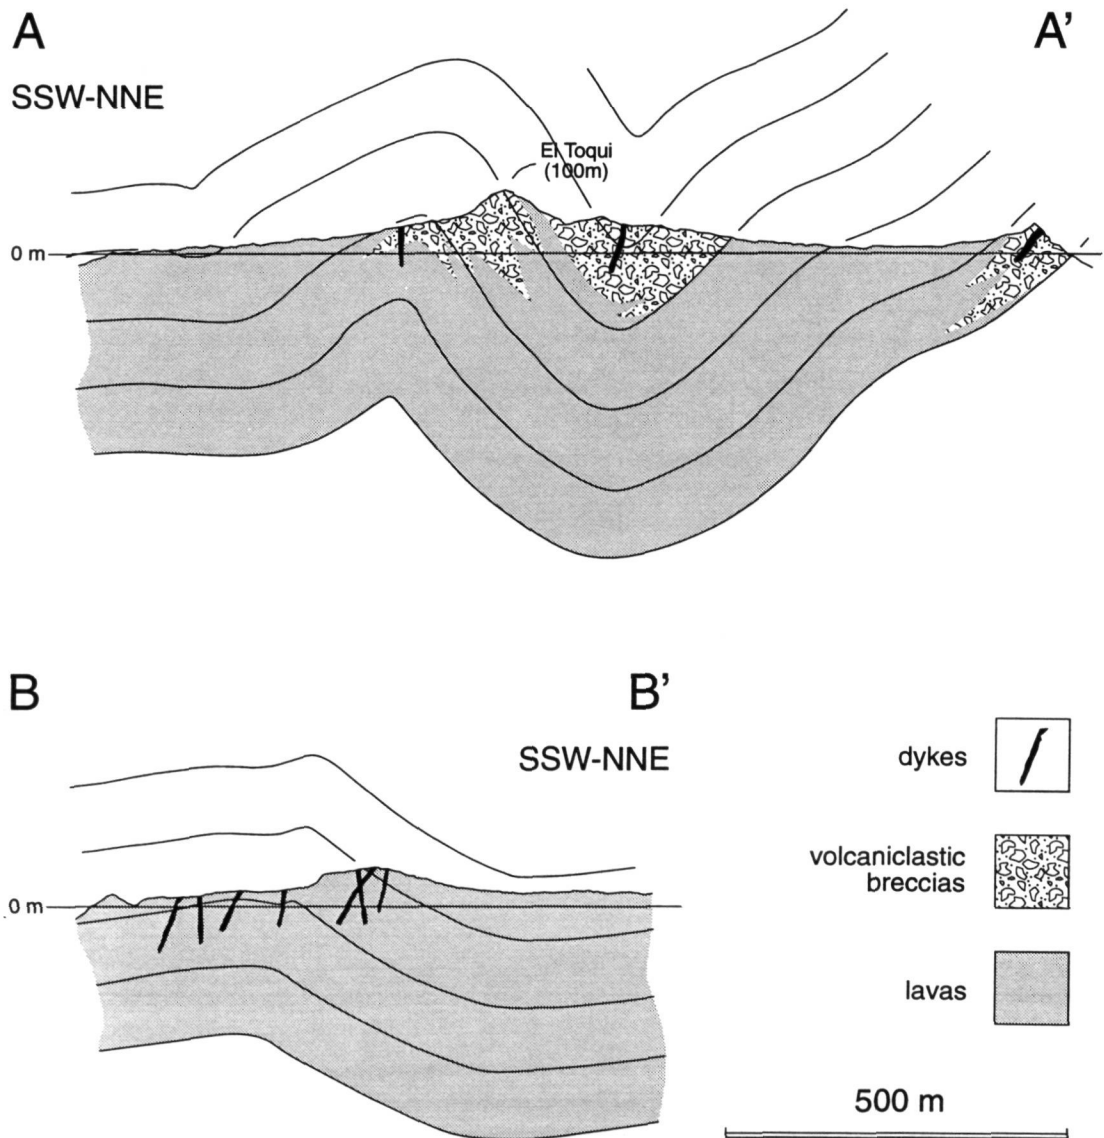 A
A'
SSW-NNE
El Toqui
(100m)
0 m
B
B'
SSW-NNE
dykes
volcaniclastic
breccias
0 m
lavas
500 m